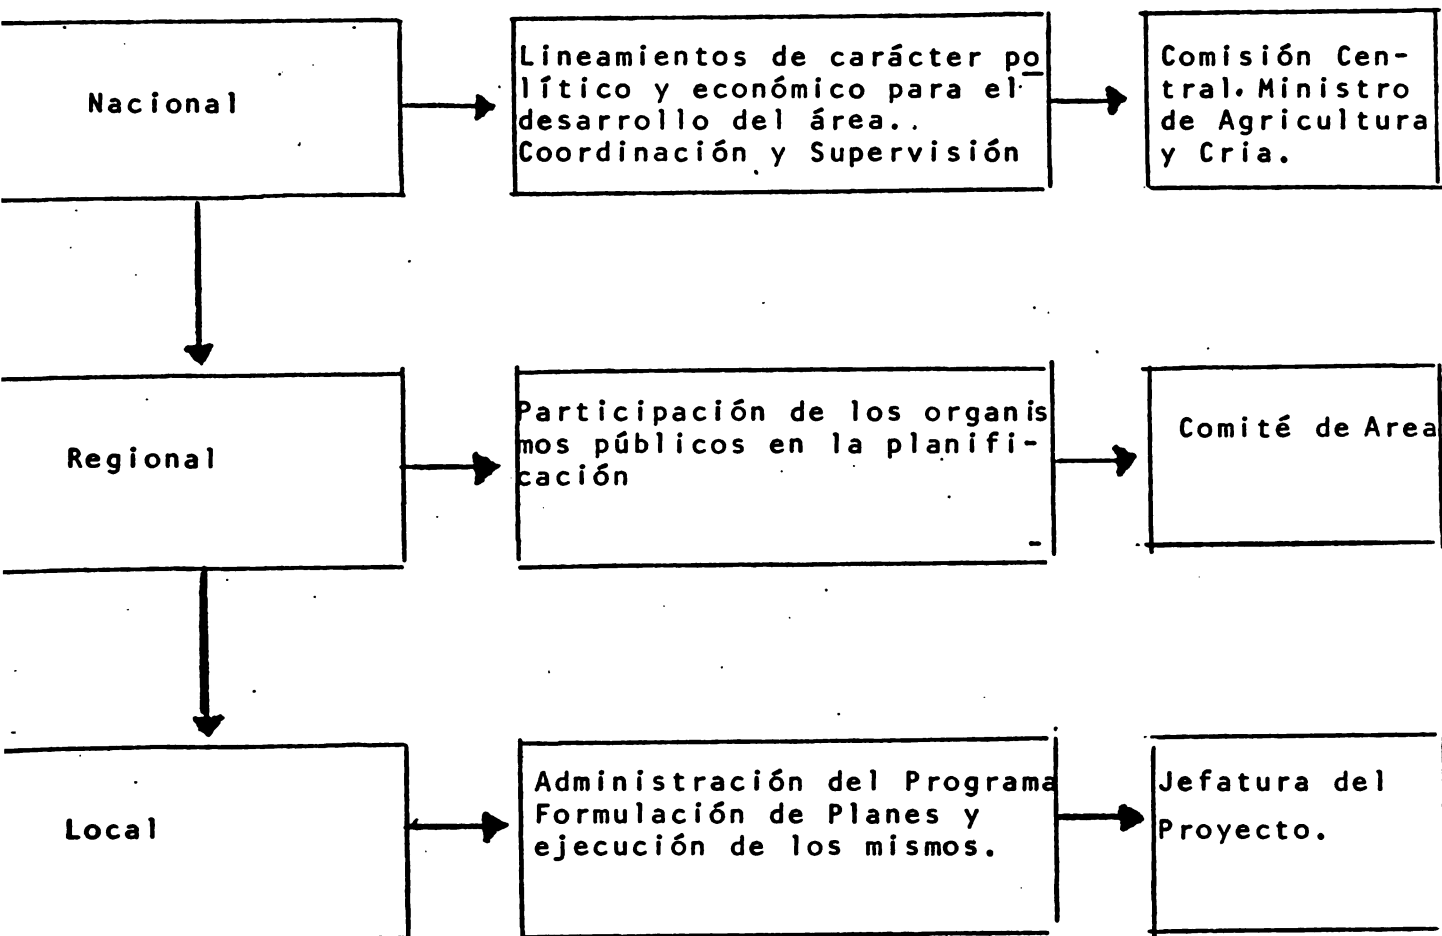 Nacional
Lineamientos de carácter po
lítico y económico para el
desarrollo del área..
Coordinación y Supervisión
Comisión Cen-
tral. Ministro
de Agricultura
y Cria.
Regional
Participación de los organis
mos públicos en la planifi-
cación
Comité de Area
Local
Administración del Programa
Formulación de Planes y
ejecución de los mismos.
Jefatura del
Proyecto.